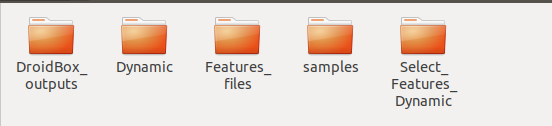 DroidBox_
outputs
Dynamic
Features_
files
samples
Select_
Features_
Dynamic